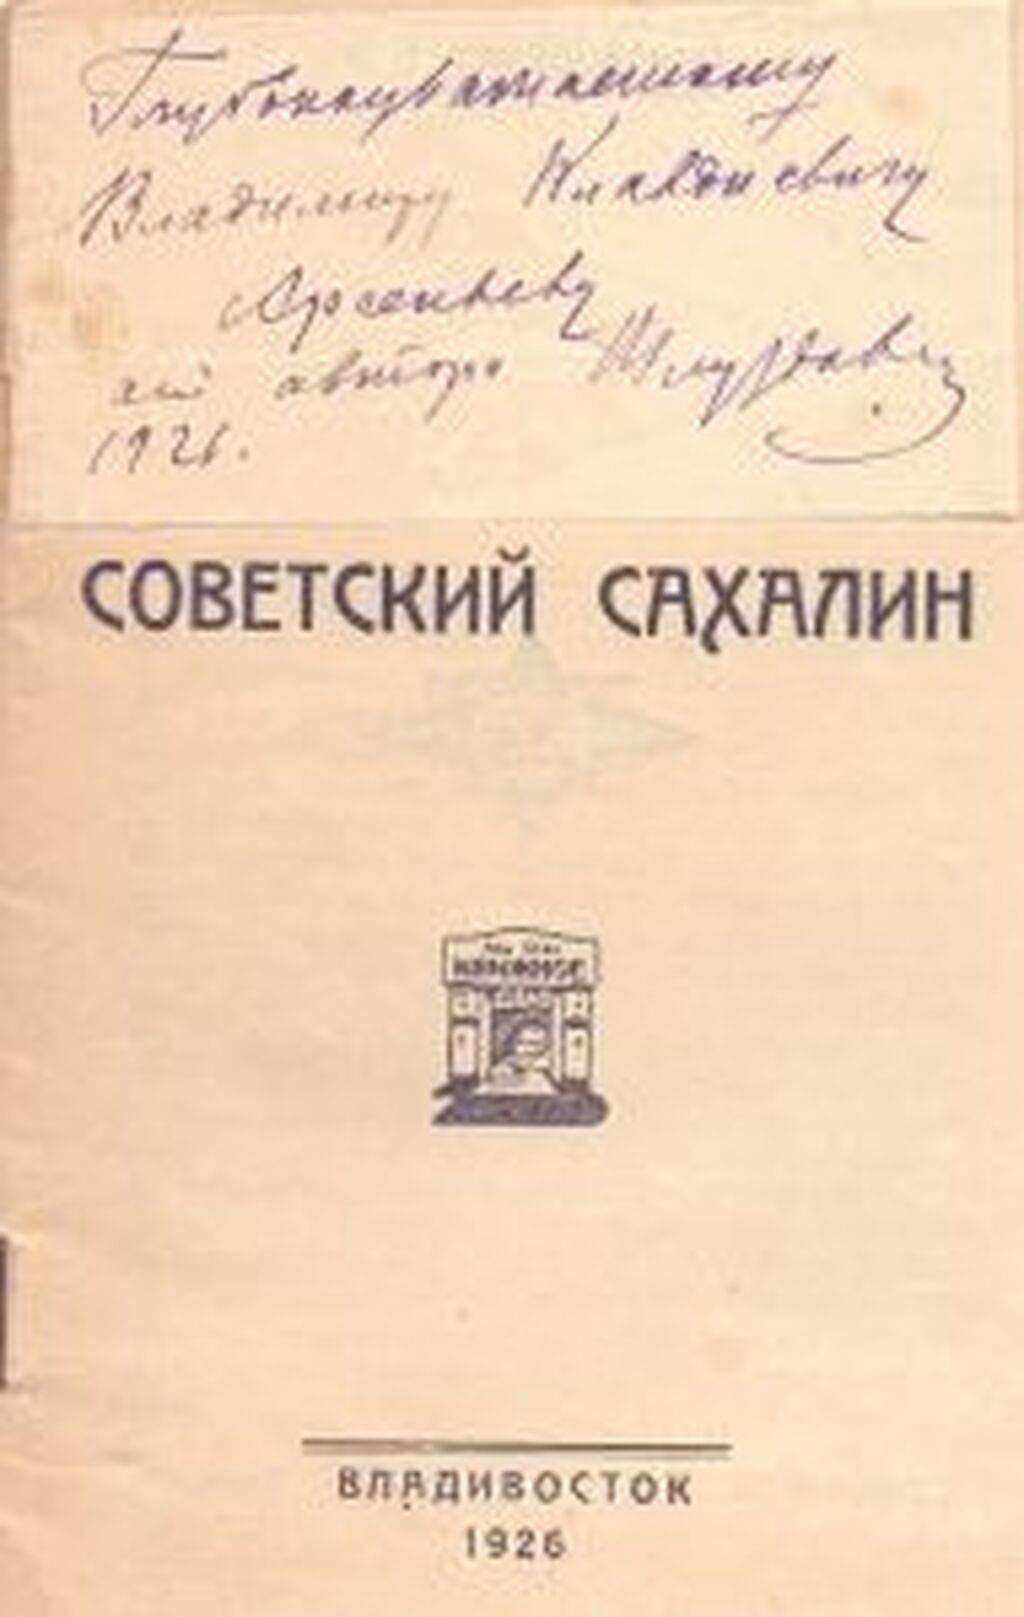 Глубокоуважаемому
Владимиру Клавдиевичу
Арсеньеву
от автора
1926.
СОВЕТСКИЙ САХАЛИН
ВЛАДИВОСТОК
1926